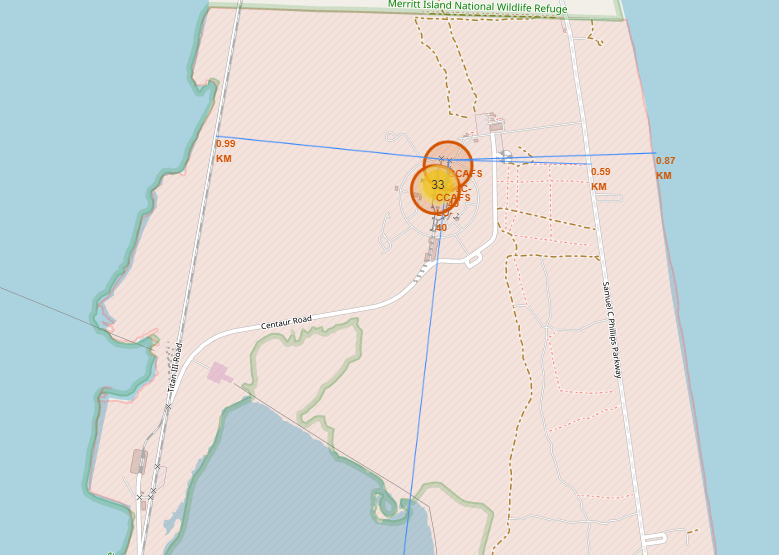 Merritt Island National Wildlife Refuge
0.99
KM
CCAFS
33
0.59
KM
0.87
KM
CCAFS
40
Centaur Road
Titan III Road
Samuel C Phillips Parkway